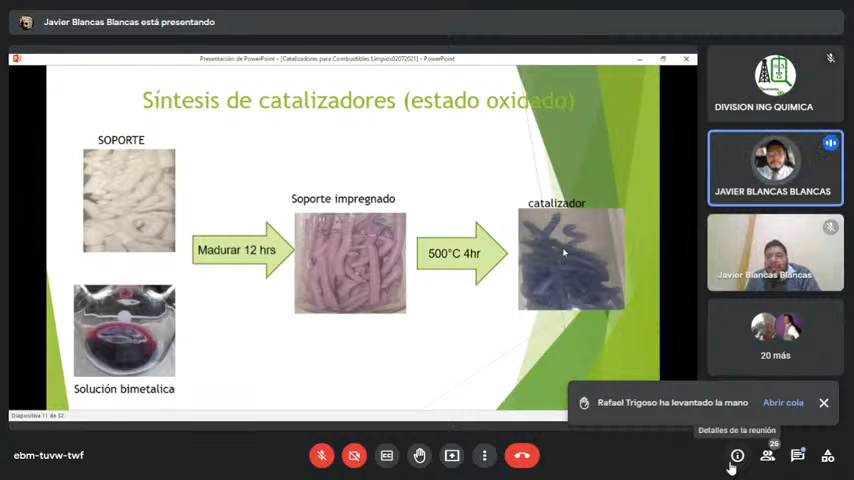 Javier Blancas Blancas está presentando
Presentación de PowerPoint - [Catalizadores para Combustibles Limpios02072021] - PowerPoint
Síntesis de catalizadores (estado oxidado)
SOPORTE
Soporte impregnado
catalizador
Madurar 12 hrs
500°C 4hr
Solución bimetalica
Diapositiva 11 de 32
DIVISION ING QUIMICA
JAVIER BLANCAS BLANCAS
Javier Blancas Blancas
20 más
Rafael Trigoso ha levantado la mano
Abrir cola
Detalles de la reunión
ebm-tuvw-twf
25